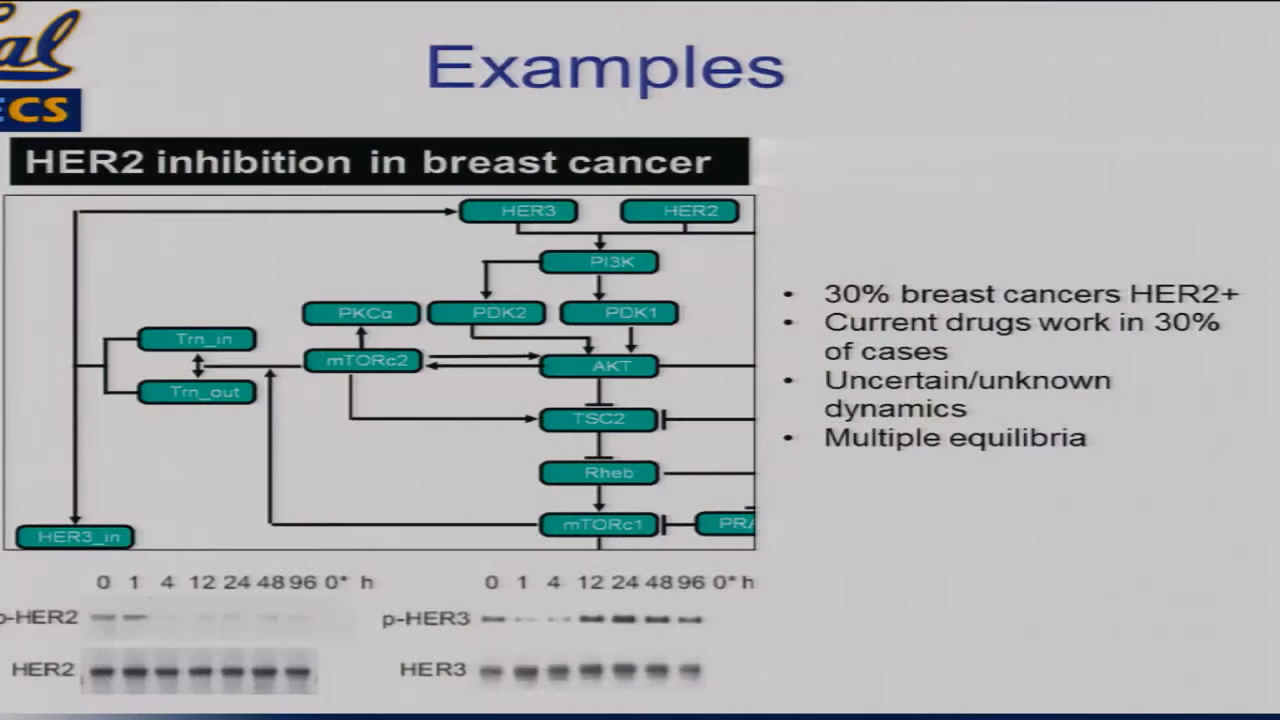 al
ECS
Examples
HER2 inhibition in breast cancer
HER3
HER2
PI3K
PKCα
PDK2
PDK1
Trn_in
mTORc2
AKT
Trn_out
TSC2
Rheb
HER3_in
mTORc1
PRA
• 30% breast cancers HER2+
• Current drugs work in 30%
of cases
• Uncertain/unknown
dynamics
• Multiple equilibria
0 1 4 12 24 48 96 0* h
p-HER2
HER2
0 1 4 12 24 48 96 0* h
p-HER3
HER3